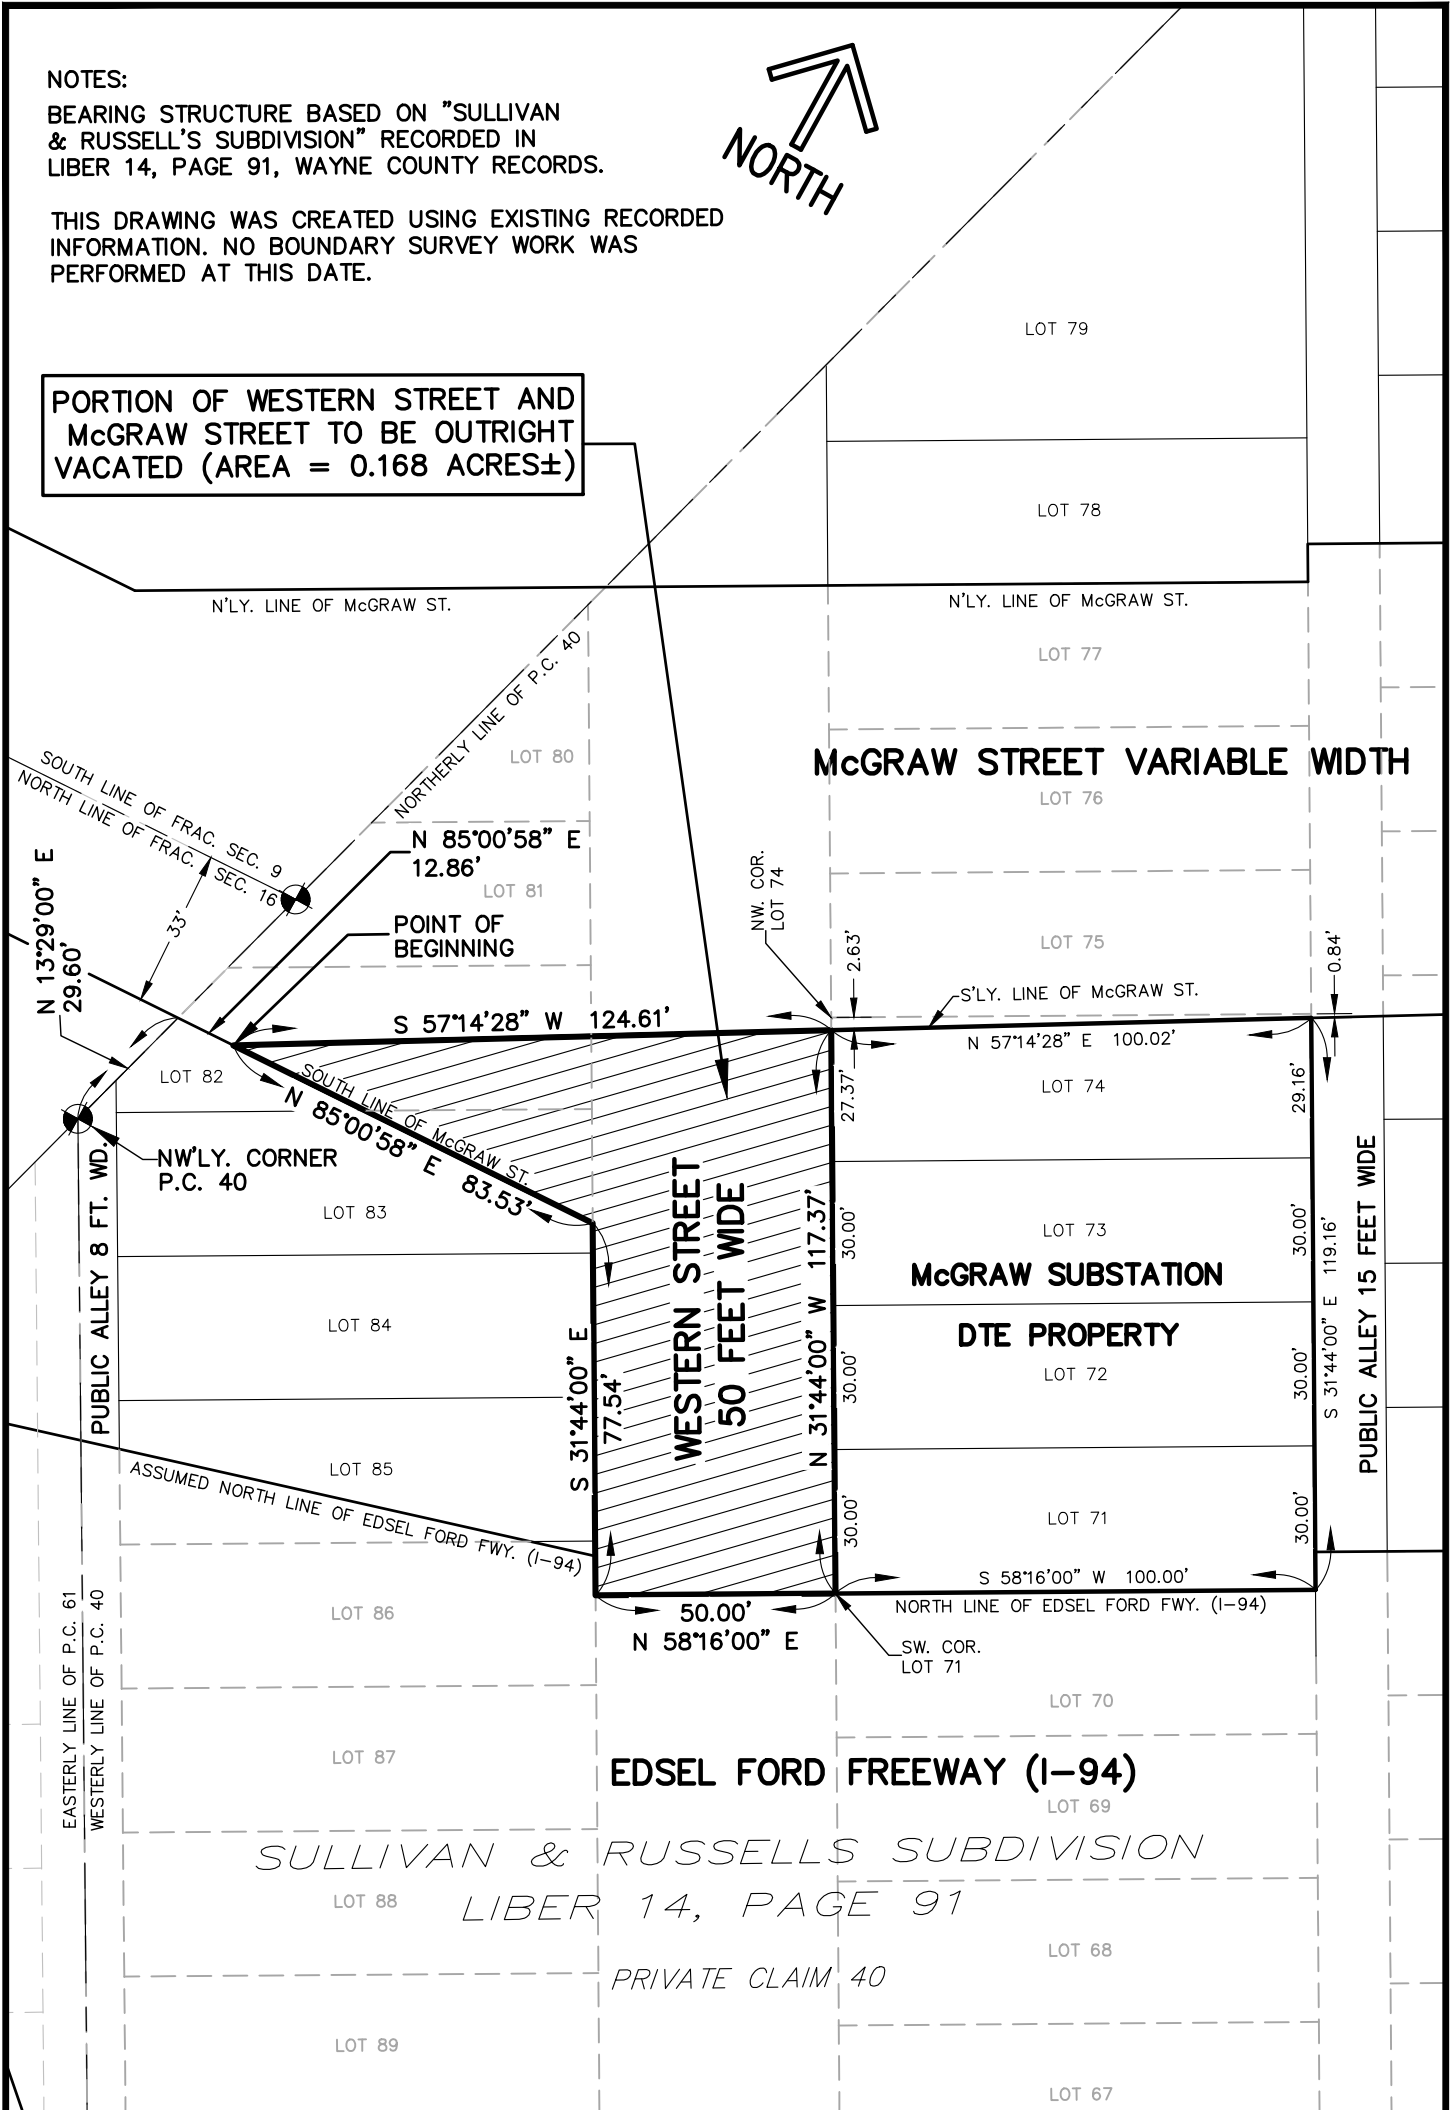 NOTES:
BEARING STRUCTURE BASED ON "SULLIVAN
& RUSSELL'S SUBDIVISION" RECORDED IN
LIBER 14, PAGE 91, WAYNE COUNTY RECORDS.
THIS DRAWING WAS CREATED USING EXISTING RECORDED
INFORMATION. NO BOUNDARY SURVEY WORK WAS
PERFORMED AT THIS DATE.
NORTH
LOT 79
PORTION OF WESTERN STREET AND
McGRAW STREET TO BE OUTRIGHT
VACATED (AREA = 0.168 ACRES±)
LOT 78
N'LY. LINE OF McGRAW ST.
N'LY. LINE OF McGRAW ST.
LOT 77
NORTHERLY LINE OF P.C. 40
LOT 80
McGRAW STREET VARIABLE WIDTH
LOT 76
SOUTH LINE OF FRAC. SEC. 9
NORTH LINE OF FRAC. SEC. 16
33'
N 85°00'58" E
12.86'
LOT 81
N 13°29'00" E
29.60'
POINT OF
BEGINNING
NW. COR.
LOT 74
LOT 75
2.63'
0.84'
S'LY. LINE OF McGRAW ST.
S 57°14'28" W 124.61'
N 57°14'28" E 100.02'
LOT 82
SOUTH LINE OF McGRAW ST.
N 85°00'58" E 83.53'
27.37'
LOT 74
29.16'
NW'LY. CORNER
P.C. 40
PUBLIC ALLEY 8 FT. WD.
LOT 83
WESTERN STREET
50 FEET WIDE
N 31°44'00" W 117.37'
30.00'
LOT 73
30.00'
McGRAW SUBSTATION
DTE PROPERTY
S 31°44'00" E 119.16'
PUBLIC ALLEY 15 FEET WIDE
LOT 84
S 31°44'00" E
77.54'
30.00'
LOT 72
30.00'
LOT 85
ASSUMED NORTH LINE OF EDSEL FORD FWY. (I-94)
30.00'
LOT 71
30.00'
S 58°16'00" W 100.00'
NORTH LINE OF EDSEL FORD FWY. (I-94)
50.00'
N 58°16'00" E
SW. COR.
LOT 71
LOT 86
EASTERLY LINE OF P.C. 61
WESTERLY LINE OF P.C. 40
LOT 70
LOT 87
EDSEL FORD FREEWAY (I-94)
LOT 69
SULLIVAN & RUSSELLS SUBDIVISION
LOT 88
LIBER 14, PAGE 91
LOT 68
PRIVATE CLAIM 40
LOT 89
LOT 67